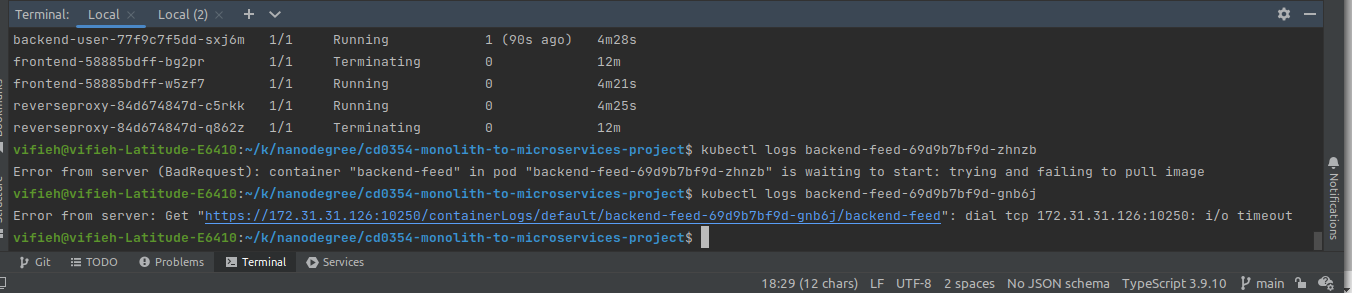 Terminal: Local × Local (2) × +
backend-user-77f9c7f5dd-sxj6m 1/1 Running 1 (90s ago) 4m28s
frontend-58885bdff-bg2pr 1/1 Terminating 0 12m
frontend-58885bdff-w5zf7 1/1 Running 0 4m21s
reverseproxy-84d674847d-c5rkk 1/1 Running 0 4m25s
reverseproxy-84d674847d-q862z 1/1 Terminating 0 12m
vifieh@vifieh-Latitude-E6410:~/k/nanodegree/cd0354-monolith-to-microservices-project$ kubectl logs backend-feed-69d9b7bf9d-zhnzb
Error from server (BadRequest): container "backend-feed" in pod "backend-feed-69d9b7bf9d-zhnzb" is waiting to start: trying and failing to pull image
vifieh@vifieh-Latitude-E6410:~/k/nanodegree/cd0354-monolith-to-microservices-project$ kubectl logs backend-feed-69d9b7bf9d-gnb6j
Error from server: Get "https://172.31.31.126:10250/containerLogs/default/backend-feed-69d9b7bf9d-gnb6j/backend-feed": dial tcp 172.31.31.126:10250: i/o timeout
vifieh@vifieh-Latitude-E6410:~/k/nanodegree/cd0354-monolith-to-microservices-project$
Notifications
Git TODO Problems Terminal Services
18:29 (12 chars) LF UTF-8 2 spaces No JSON schema TypeScript 3.9.10 main